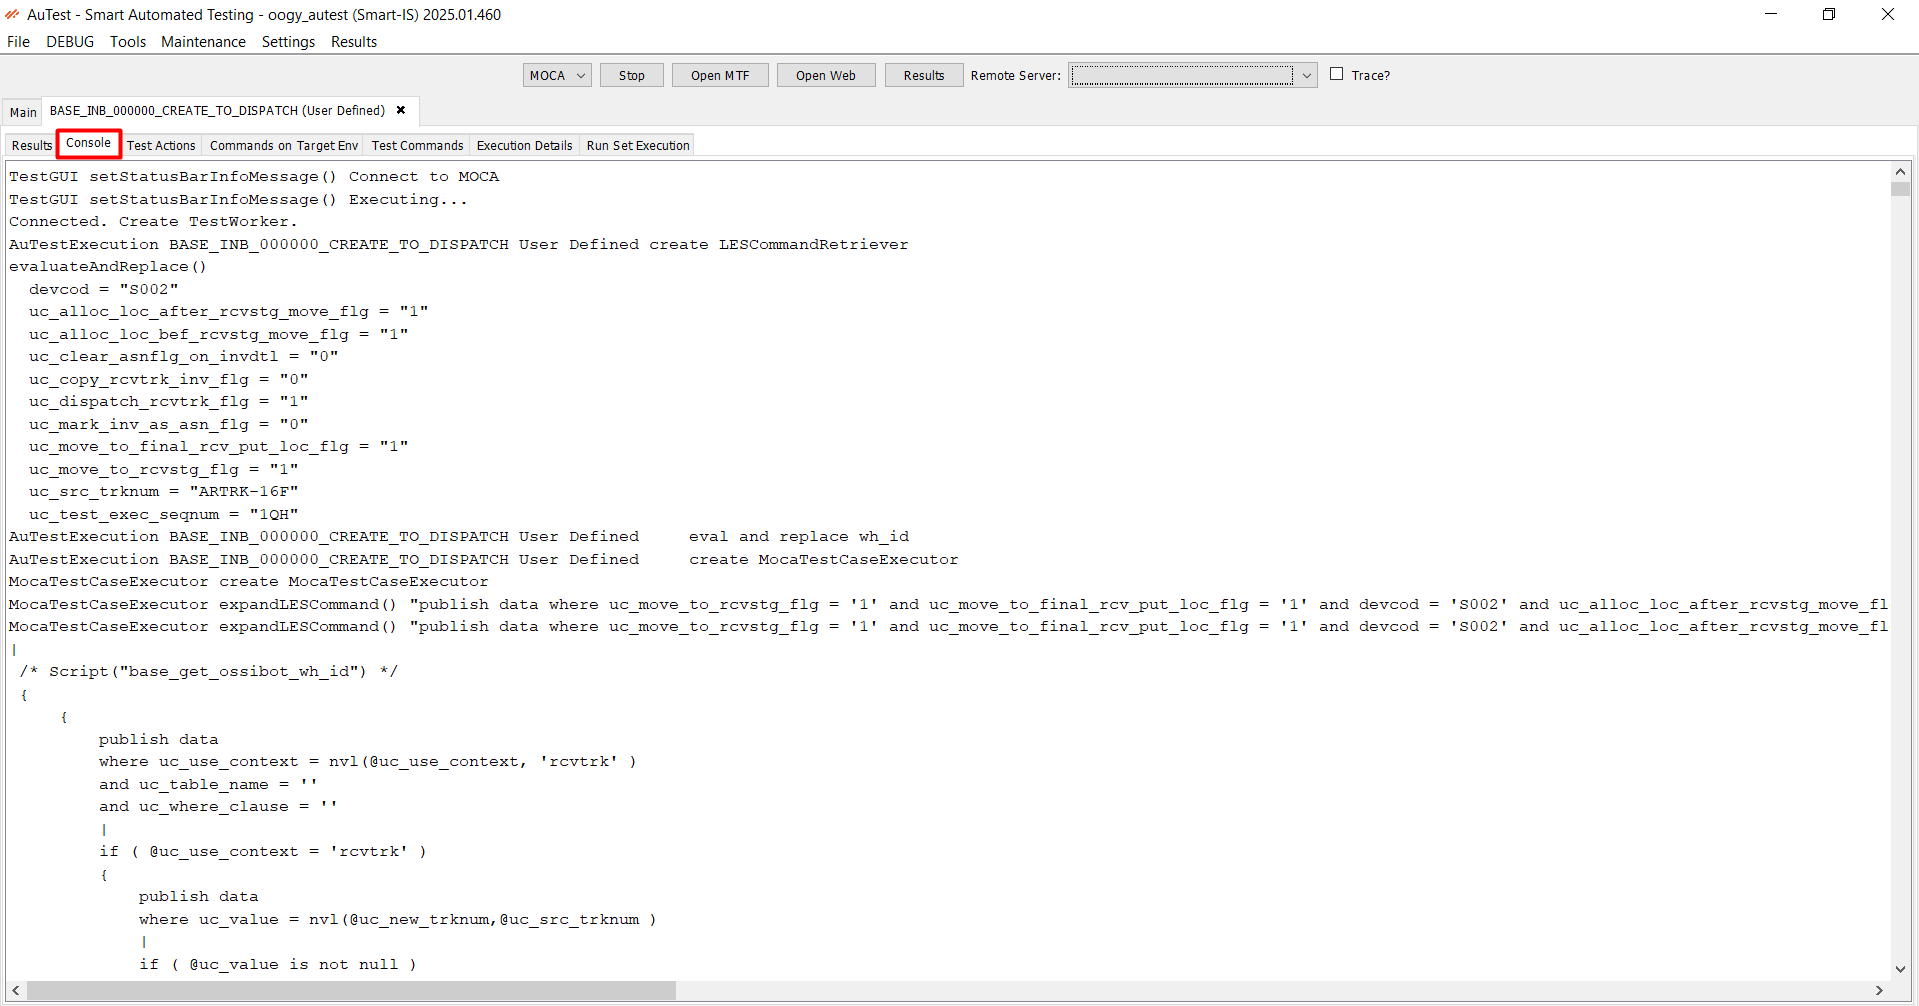 AuTest - Smart Automated Testing - oogy_autest (Smart-IS) 2025.01.460
File DEBUG Tools Maintenance Settings Results
MOCA Stop Open MTF Open Web Results Remote Server: Trace?
Main BASE_INB_000000_CREATE_TO_DISPATCH (User Defined)
Results Console Test Actions Commands on Target Env Test Commands Execution Details Run Set Execution
TestGUI setStatusBarInfoMessage() Connect to MOCA
TestGUI setStatusBarInfoMessage() Executing...
Connected. Create TestWorker.
AuTestExecution BASE_INB_000000_CREATE_TO_DISPATCH User Defined create LESCommandRetriever
evaluateAndReplace()
devcod = "S002"
uc_alloc_loc_after_rcvstg_move_flg = "1"
uc_alloc_loc_bef_rcvstg_move_flg = "1"
uc_clear_asnflg_on_invdtl = "0"
uc_copy_rcvtrk_inv_flg = "0"
uc_dispatch_rcvtrk_flg = "1"
uc_mark_inv_as_asn_flg = "0"
uc_move_to_final_rcv_put_loc_flg = "1"
uc_move_to_rcvstg_flg = "1"
uc_src_trknum = "ARTRK-16F"
uc_test_exec_seqnum = "1QH"
AuTestExecution BASE_INB_000000_CREATE_TO_DISPATCH User Defined     eval and replace wh_id
AuTestExecution BASE_INB_000000_CREATE_TO_DISPATCH User Defined     create MocaTestCaseExecutor
MocaTestCaseExecutor create MocaTestCaseExecutor
MocaTestCaseExecutor expandLESCommand() "publish data where uc_move_to_rcvstg_flg = '1' and uc_move_to_final_rcv_put_loc_flg = '1' and devcod = 'S002' and uc_alloc_loc_after_rcvstg_move_fl
MocaTestCaseExecutor expandLESCommand() "publish data where uc_move_to_rcvstg_flg = '1' and uc_move_to_final_rcv_put_loc_flg = '1' and devcod = 'S002' and uc_alloc_loc_after_rcvstg_move_fl
|
/* Script("base_get_ossibot_wh_id") */
{
{
publish data
where uc_use_context = nvl(@uc_use_context, 'rcvtrk' )
and uc_table_name = ''
and uc_where_clause = ''
|
if ( @uc_use_context = 'rcvtrk' )
{
publish data
where uc_value = nvl(@uc_new_trknum,@uc_src_trknum )
|
if ( @uc_value is not null )